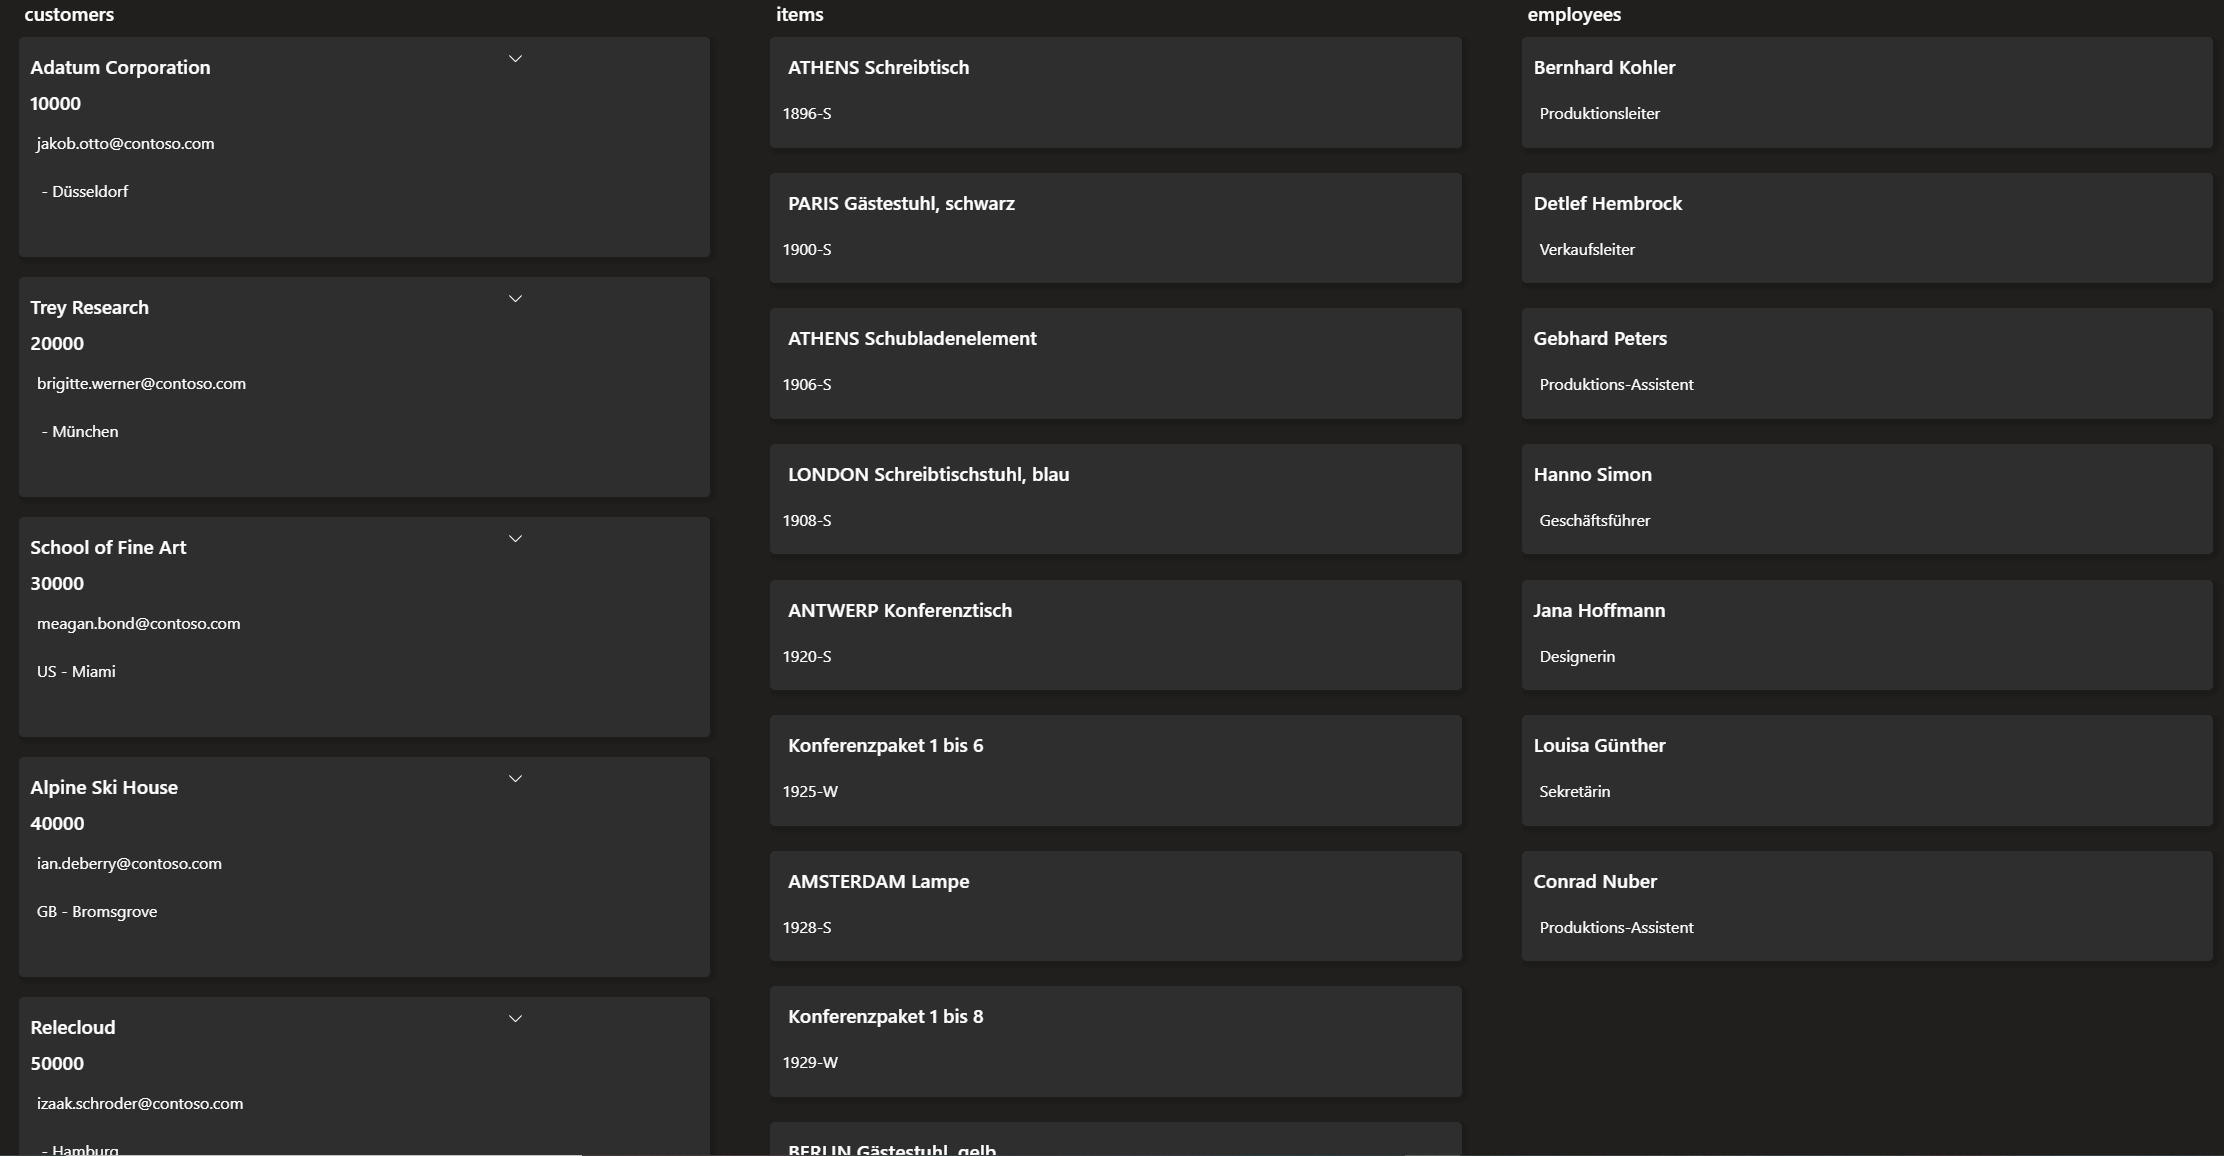 customers
Adatum Corporation
10000
jakob.otto@contoso.com
- Düsseldorf
Trey Research
20000
brigitte.werner@contoso.com
- München
School of Fine Art
30000
meagan.bond@contoso.com
US - Miami
Alpine Ski House
40000
ian.deberry@contoso.com
GB - Bromsgrove
Relecloud
50000
izaak.schroder@contoso.com
- Hamburg
items
ATHENS Schreibtisch
1896-S
PARIS Gästestuhl, schwarz
1900-S
ATHENS Schubladenelement
1906-S
LONDON Schreibtischstuhl, blau
1908-S
ANTWERP Konferenztisch
1920-S
Konferenzpaket 1 bis 6
1925-W
AMSTERDAM Lampe
1928-S
Konferenzpaket 1 bis 8
1929-W
BERLIN Gästestuhl, gelb
employees
Bernhard Kohler
Produktionsleiter
Detlef Hembrock
Verkaufsleiter
Gebhard Peters
Produktions-Assistent
Hanno Simon
Geschäftsführer
Jana Hoffmann
Designerin
Louisa Günther
Sekretärin
Conrad Nuber
Produktions-Assistent